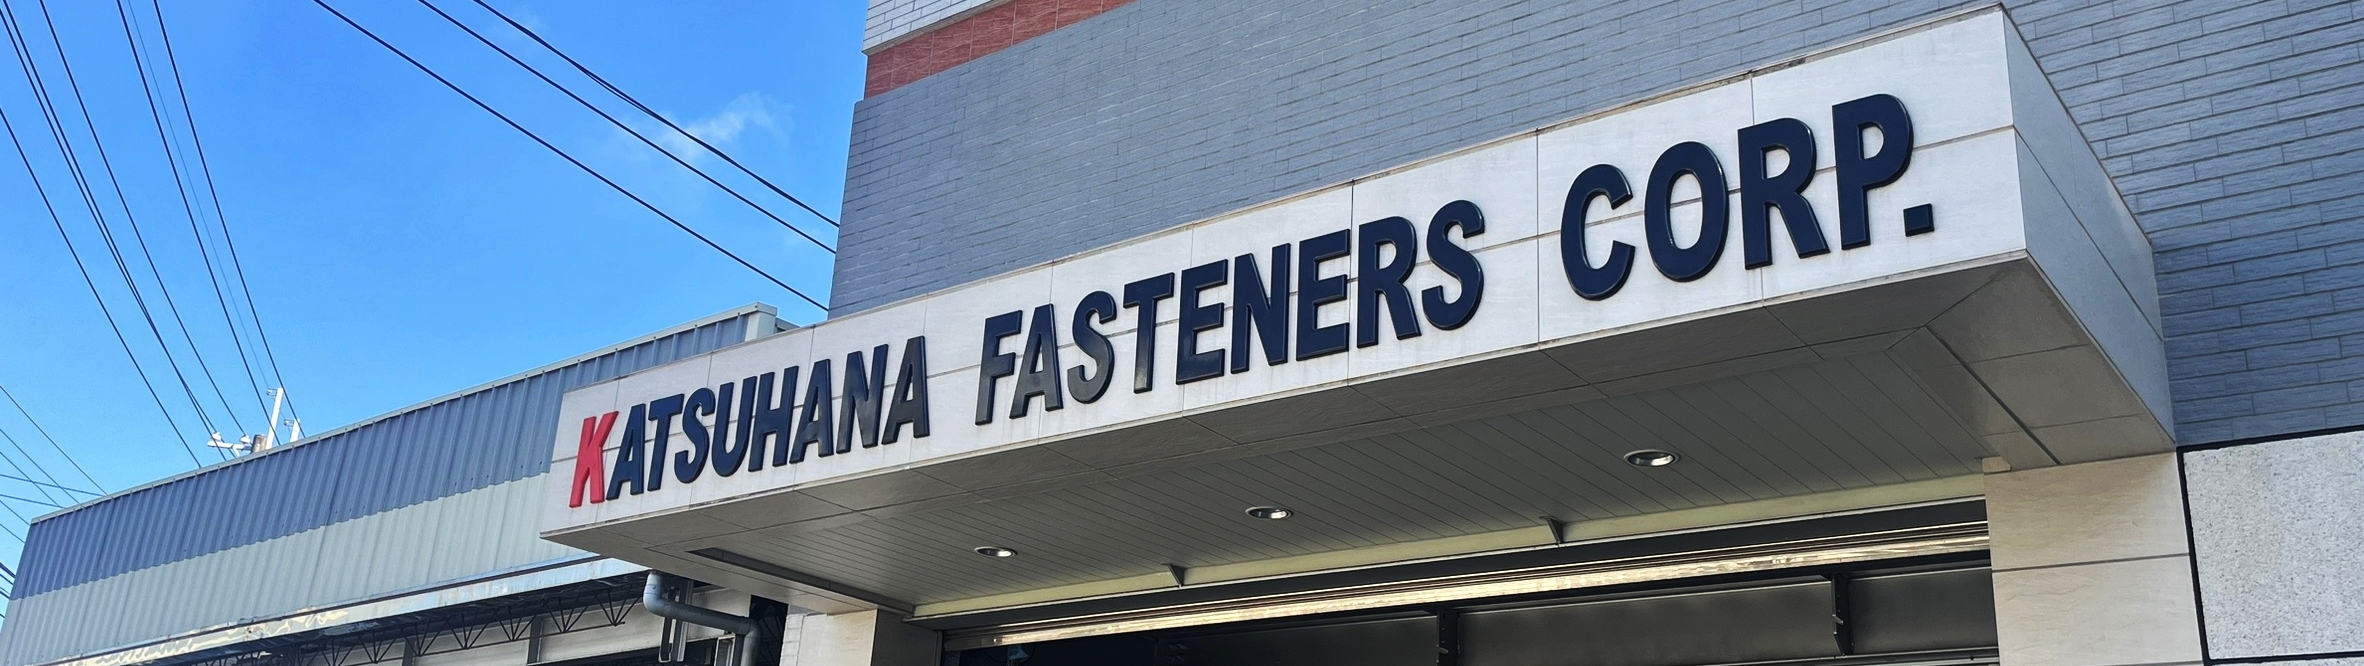 KATSUHANA FASTENERS CORP.